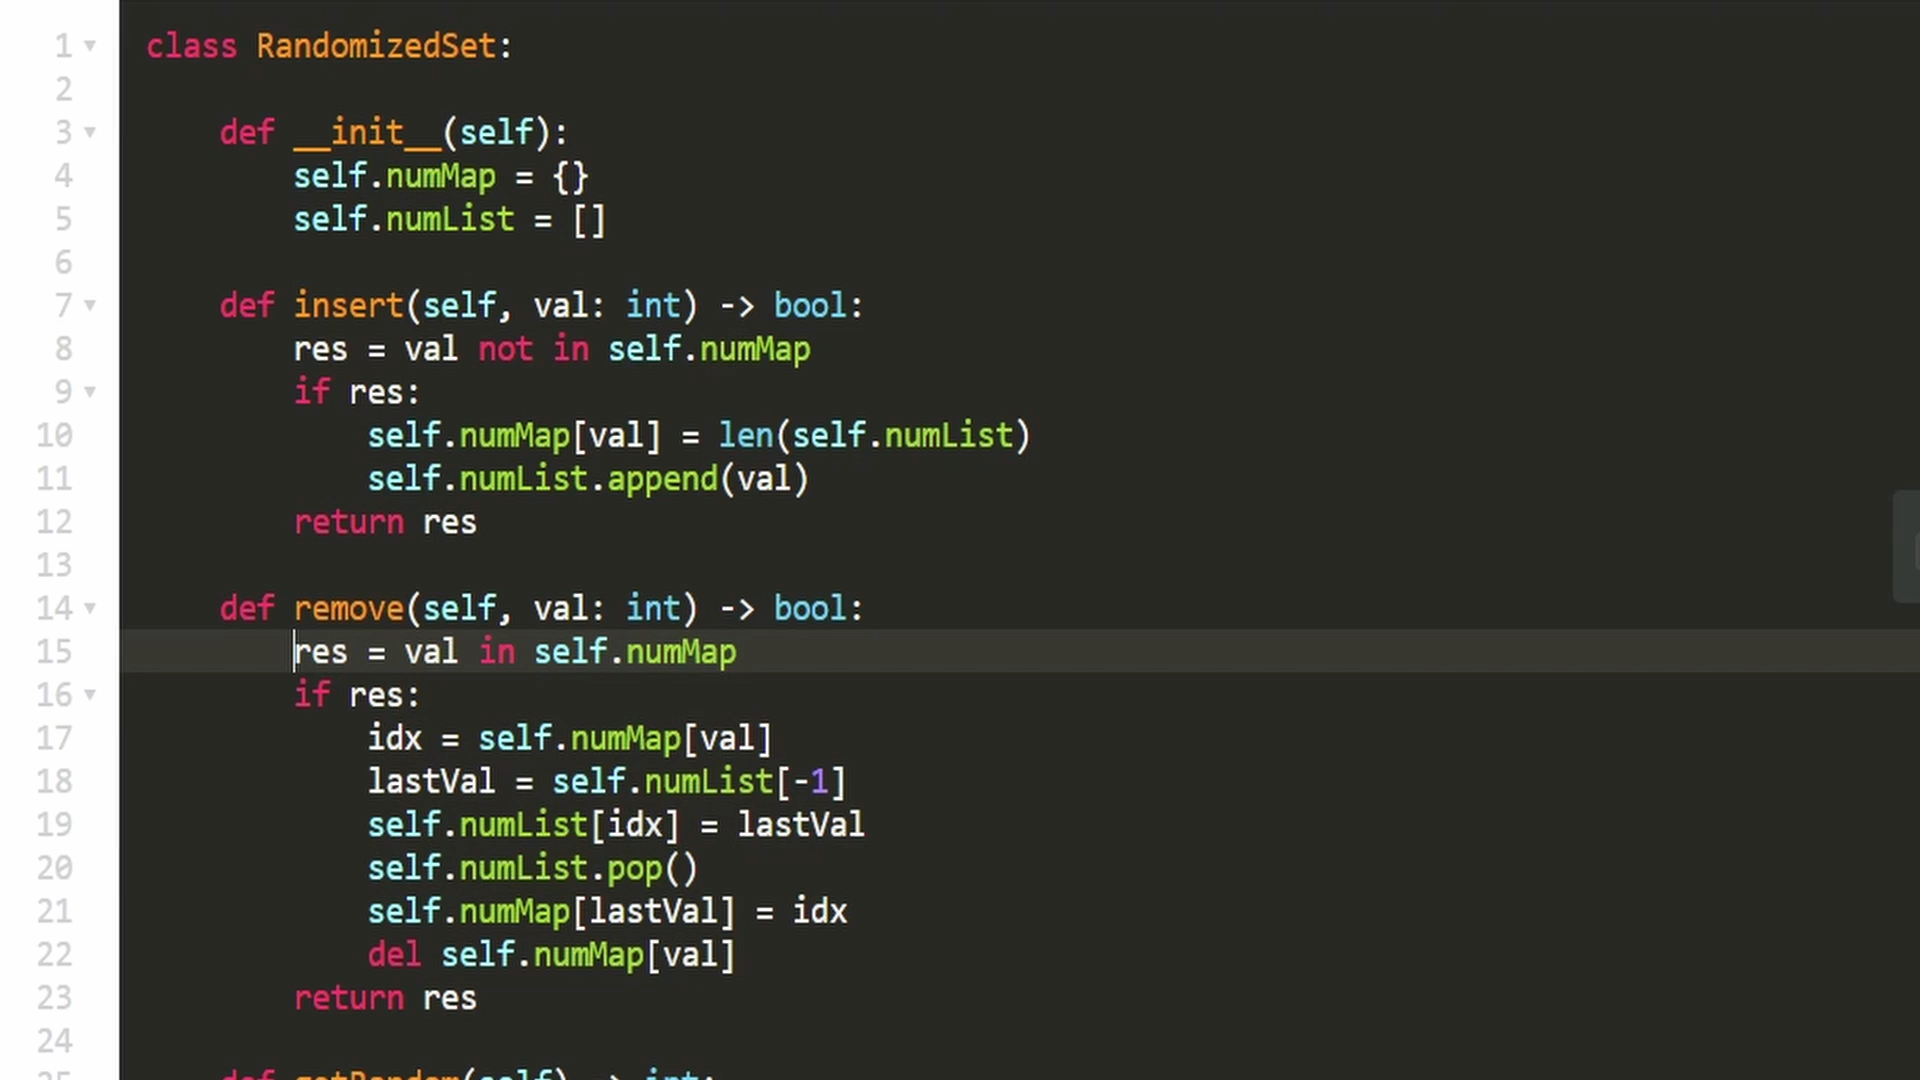 1 class RandomizedSet:
2
3     def __init__(self):
4         self.numMap = {}
5         self.numList = []
6
7     def insert(self, val: int) -> bool:
8         res = val not in self.numMap
9         if res:
10             self.numMap[val] = len(self.numList)
11             self.numList.append(val)
12         return res
13
14     def remove(self, val: int) -> bool:
15         res = val in self.numMap
16         if res:
17             idx = self.numMap[val]
18             lastVal = self.numList[-1]
19             self.numList[idx] = lastVal
20             self.numList.pop()
21             self.numMap[lastVal] = idx
22             del self.numMap[val]
23         return res
24
25     def getRandom(self) -> int: